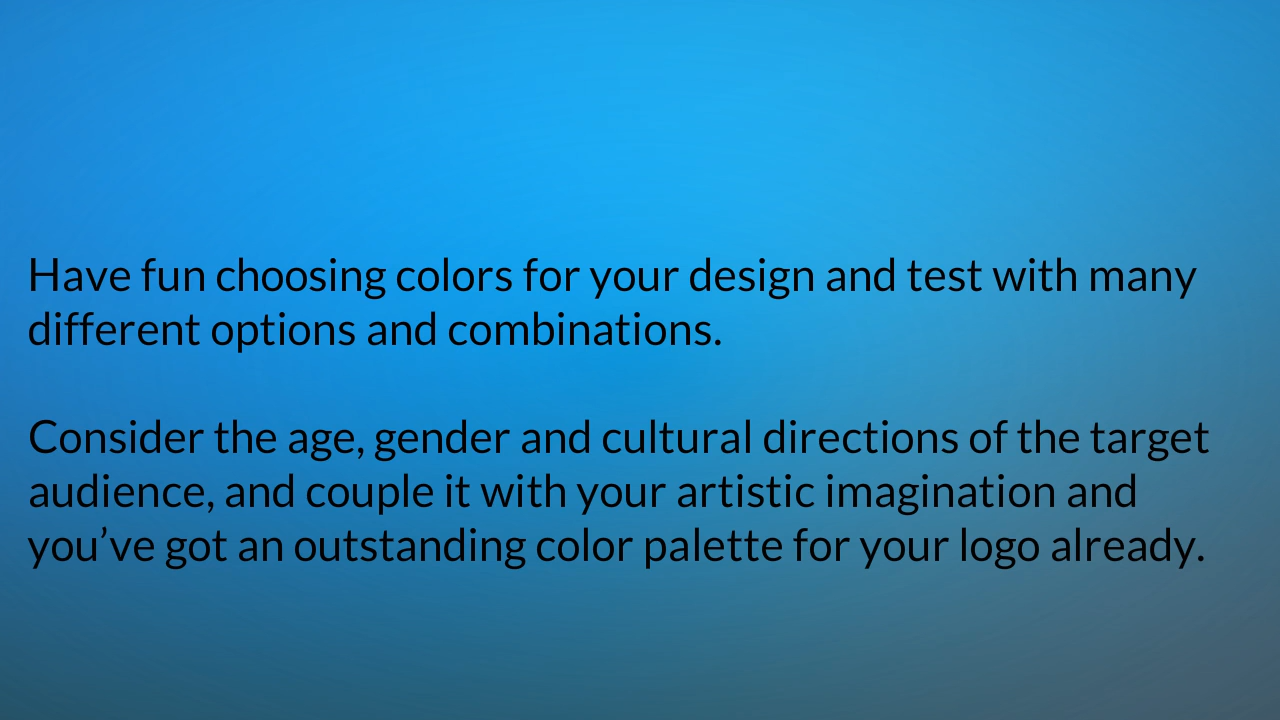 Have fun choosing colors for your design and test with many
different options and combinations.
Consider the age, gender and cultural directions of the target
audience, and couple it with your artistic imagination and
you’ve got an outstanding color palette for your logo already.